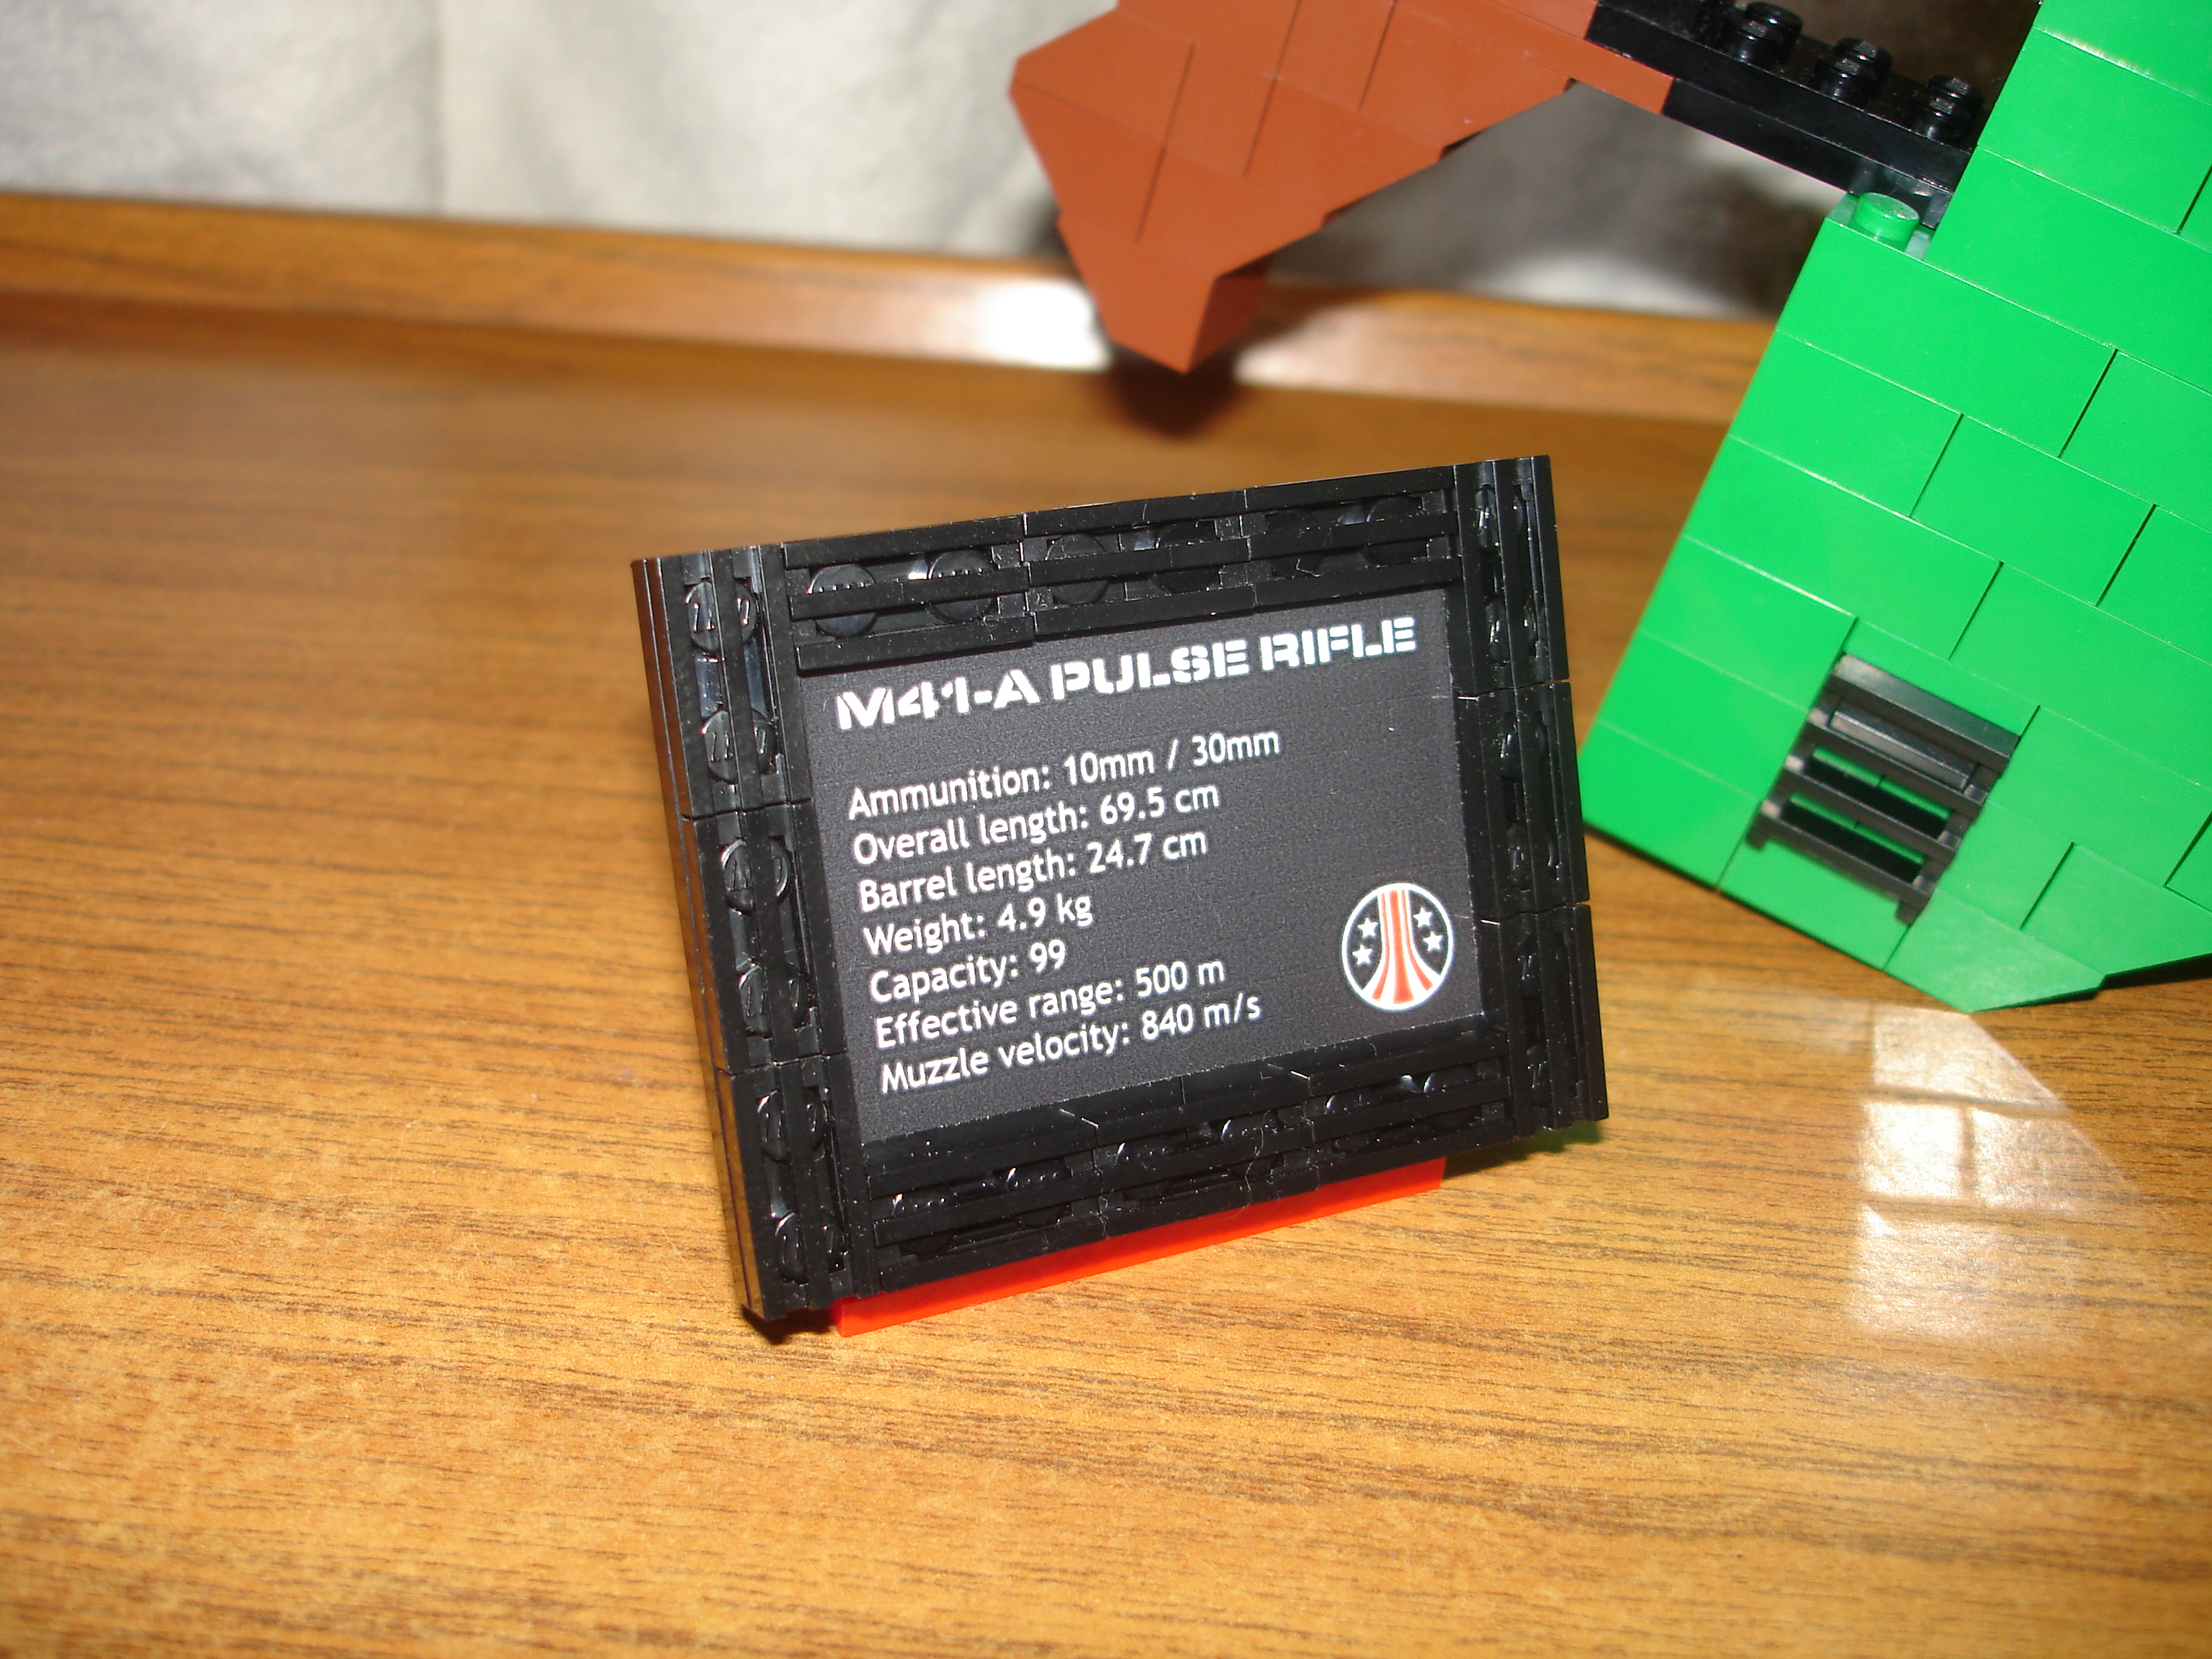 M41-A PULSE RIFLE
Ammunition: 10mm / 30mm
Overall length: 69.5 cm
Barrel length: 24.7 cm
Weight: 4.9 kg
Capacity: 99
Effective range: 500 m
Muzzle velocity: 840 m/s